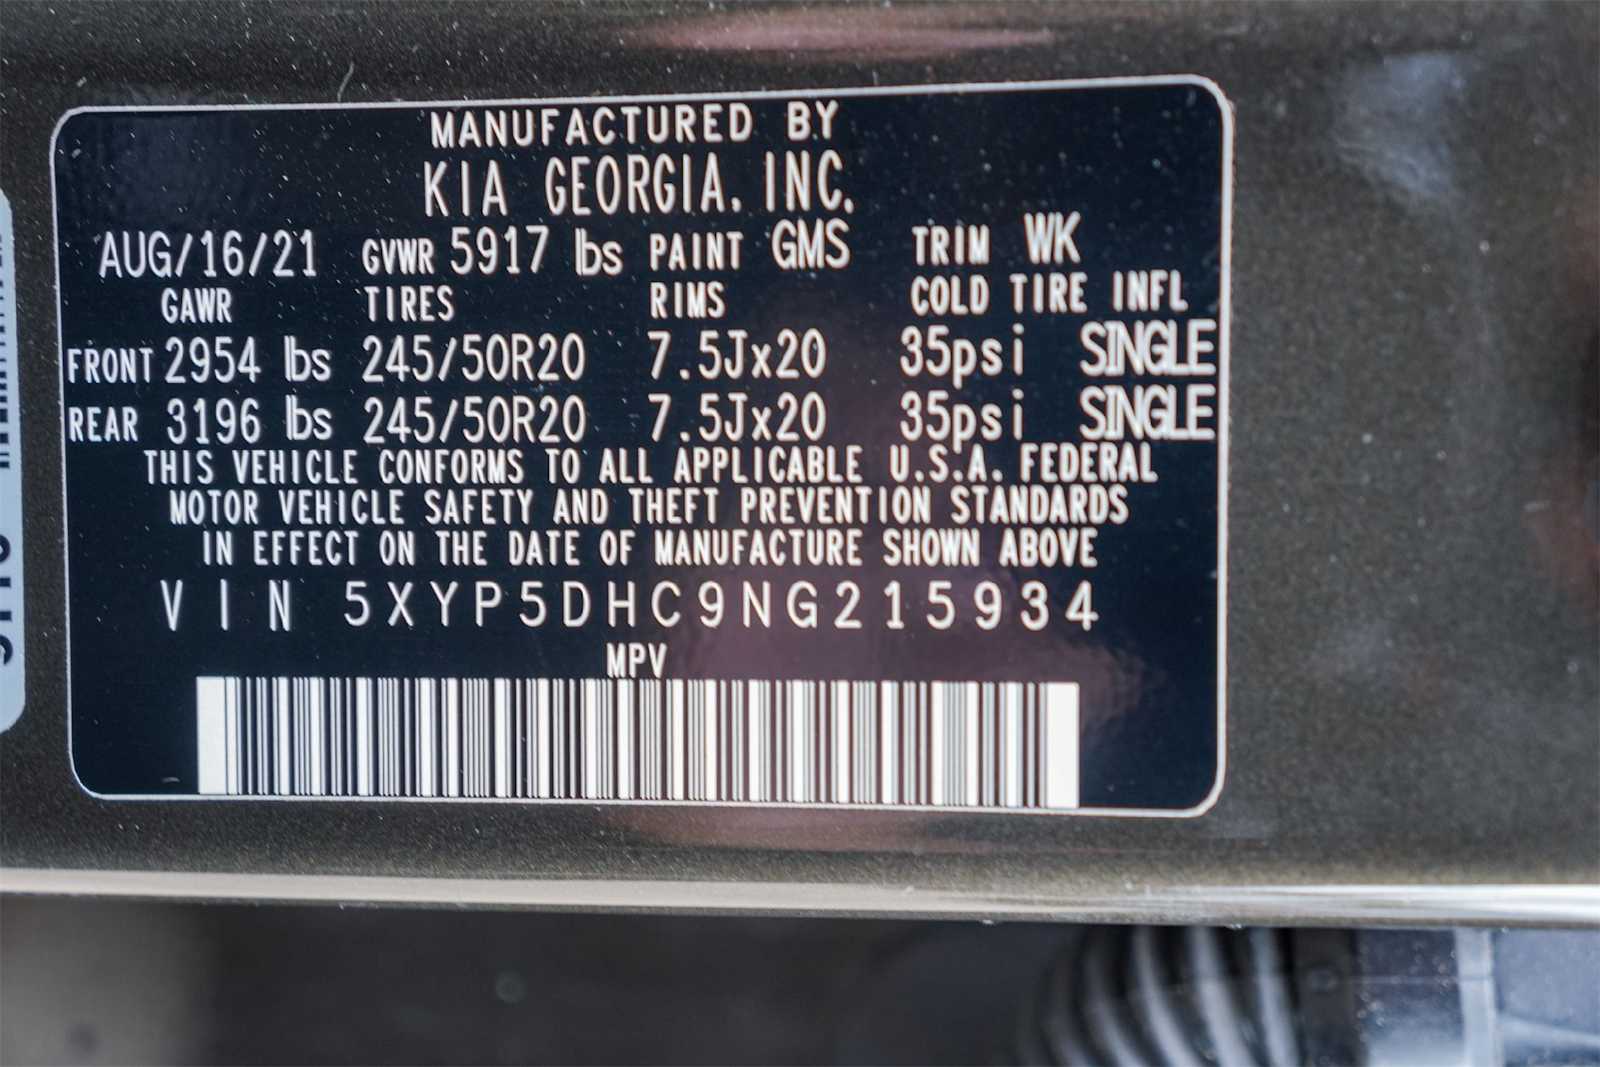 MANUFACTURED BY
KIA GEORGIA, INC.
AUG/16/21 GVWR 5917 lbs PAINT GMS TRIM WK
GAWR TIRES RIMS COLD TIRE INFL
FRONT 2954 lbs 245/50R20 7.5Jx20 35psi SINGLE
REAR 3196 lbs 245/50R20 7.5Jx20 35psi SINGLE
THIS VEHICLE CONFORMS TO ALL APPLICABLE U.S.A. FEDERAL
MOTOR VEHICLE SAFETY AND THEFT PREVENTION STANDARDS
IN EFFECT ON THE DATE OF MANUFACTURE SHOWN ABOVE
VIN 5XYP5DHC9NG215934
MPV